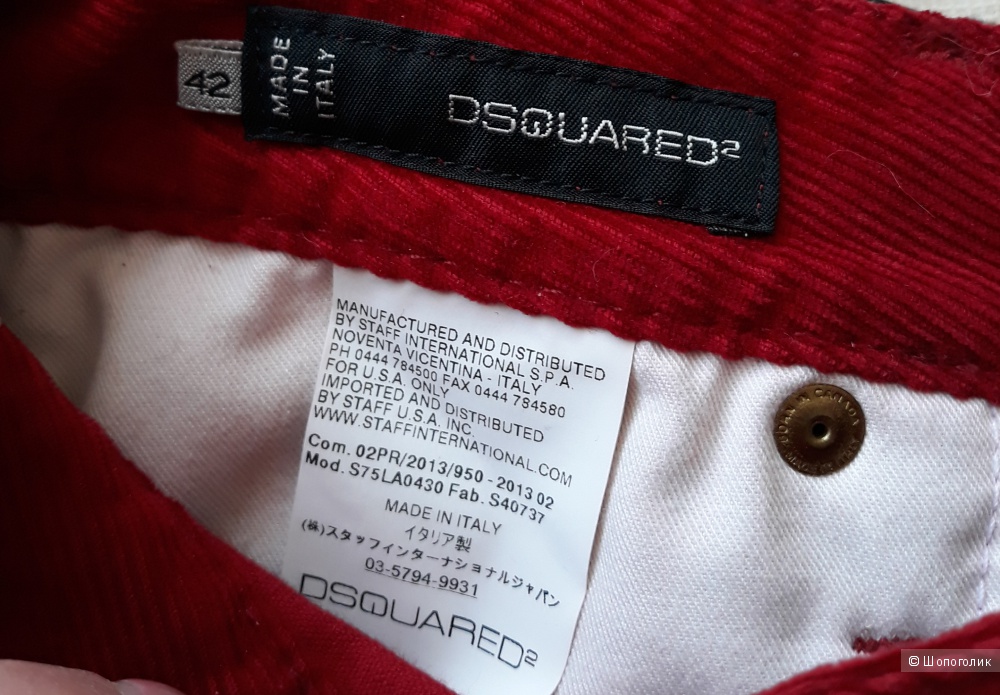 42
MADE
IN
ITALY
DSQUARED2
MANUFACTURED AND DISTRIBUTED
BY STAFF INTERNATIONAL S.P.A.
NOVENTA VICENTINA - ITALY
PH 0444 784500 FAX 0444 784580
FOR U.S.A. ONLY
IMPORTED AND DISTRIBUTED
BY STAFF U.S.A. INC.
WWW.STAFFINTERNATIONAL.COM
Com. 02PR/2013/950 - 2013 02
Mod. S75LA0430 Fab. S40737
MADE IN ITALY
イタリア製
(株)スタッフインターナショナルジャパン
03-5794-9931
DSQUARED2
© Шопоголик